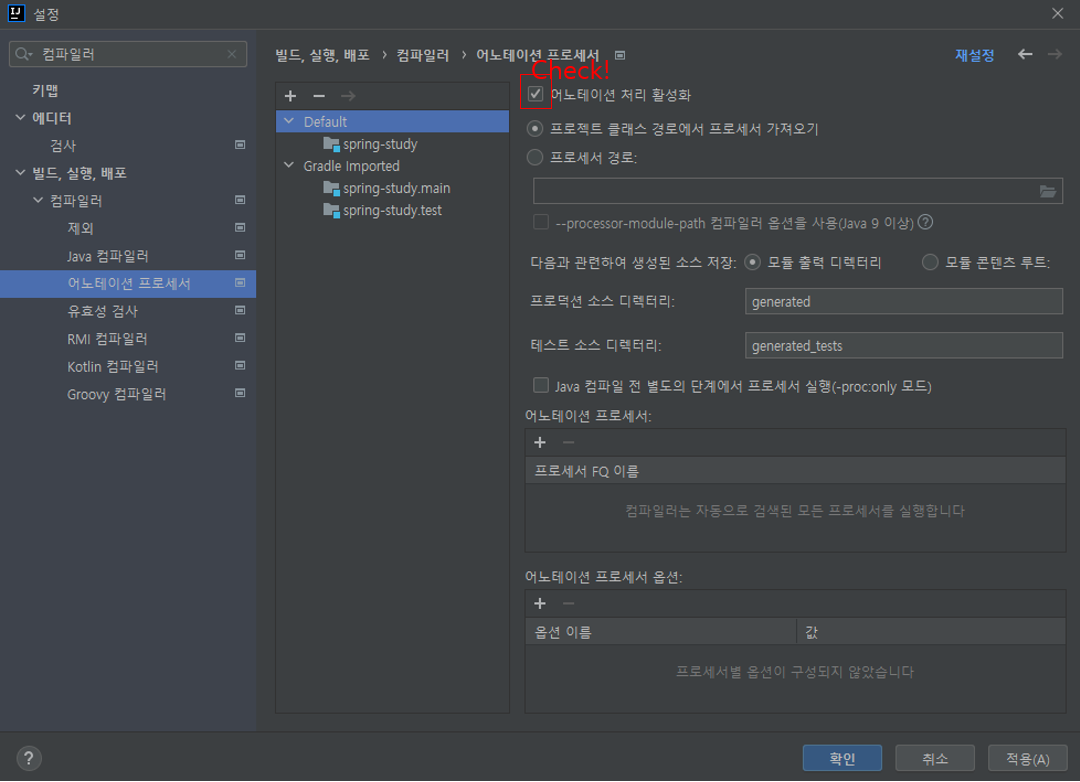 설정
컴파일러
키맵
에디터
검사
빌드, 실행, 배포
컴파일러
제외
Java 컴파일러
어노테이션 프로세서
유효성 검사
RMI 컴파일러
Kotlin 컴파일러
Groovy 컴파일러
빌드, 실행, 배포 › 컴파일러 › 어노테이션 프로세서
재설정
Default
spring-study
Gradle Imported
spring-study.main
spring-study.test
Check!
어노테이션 처리 활성화
프로젝트 클래스 경로에서 프로세서 가져오기
프로세서 경로:
--processor-module-path 컴파일러 옵션을 사용(Java 9 이상)
다음과 관련하여 생성된 소스 저장: 모듈 출력 디렉터리 모듈 콘텐츠 루트:
프로덕션 소스 디렉터리: generated
테스트 소스 디렉터리: generated_tests
Java 컴파일 전 별도의 단계에서 프로세서 실행(-proc:only 모드)
어노테이션 프로세서:
프로세서 FQ 이름
컴파일러는 자동으로 검색된 모든 프로세서를 실행합니다
어노테이션 프로세서 옵션:
옵션 이름 값
프로세서별 옵션이 구성되지 않았습니다
? 확인 취소 적용(A)